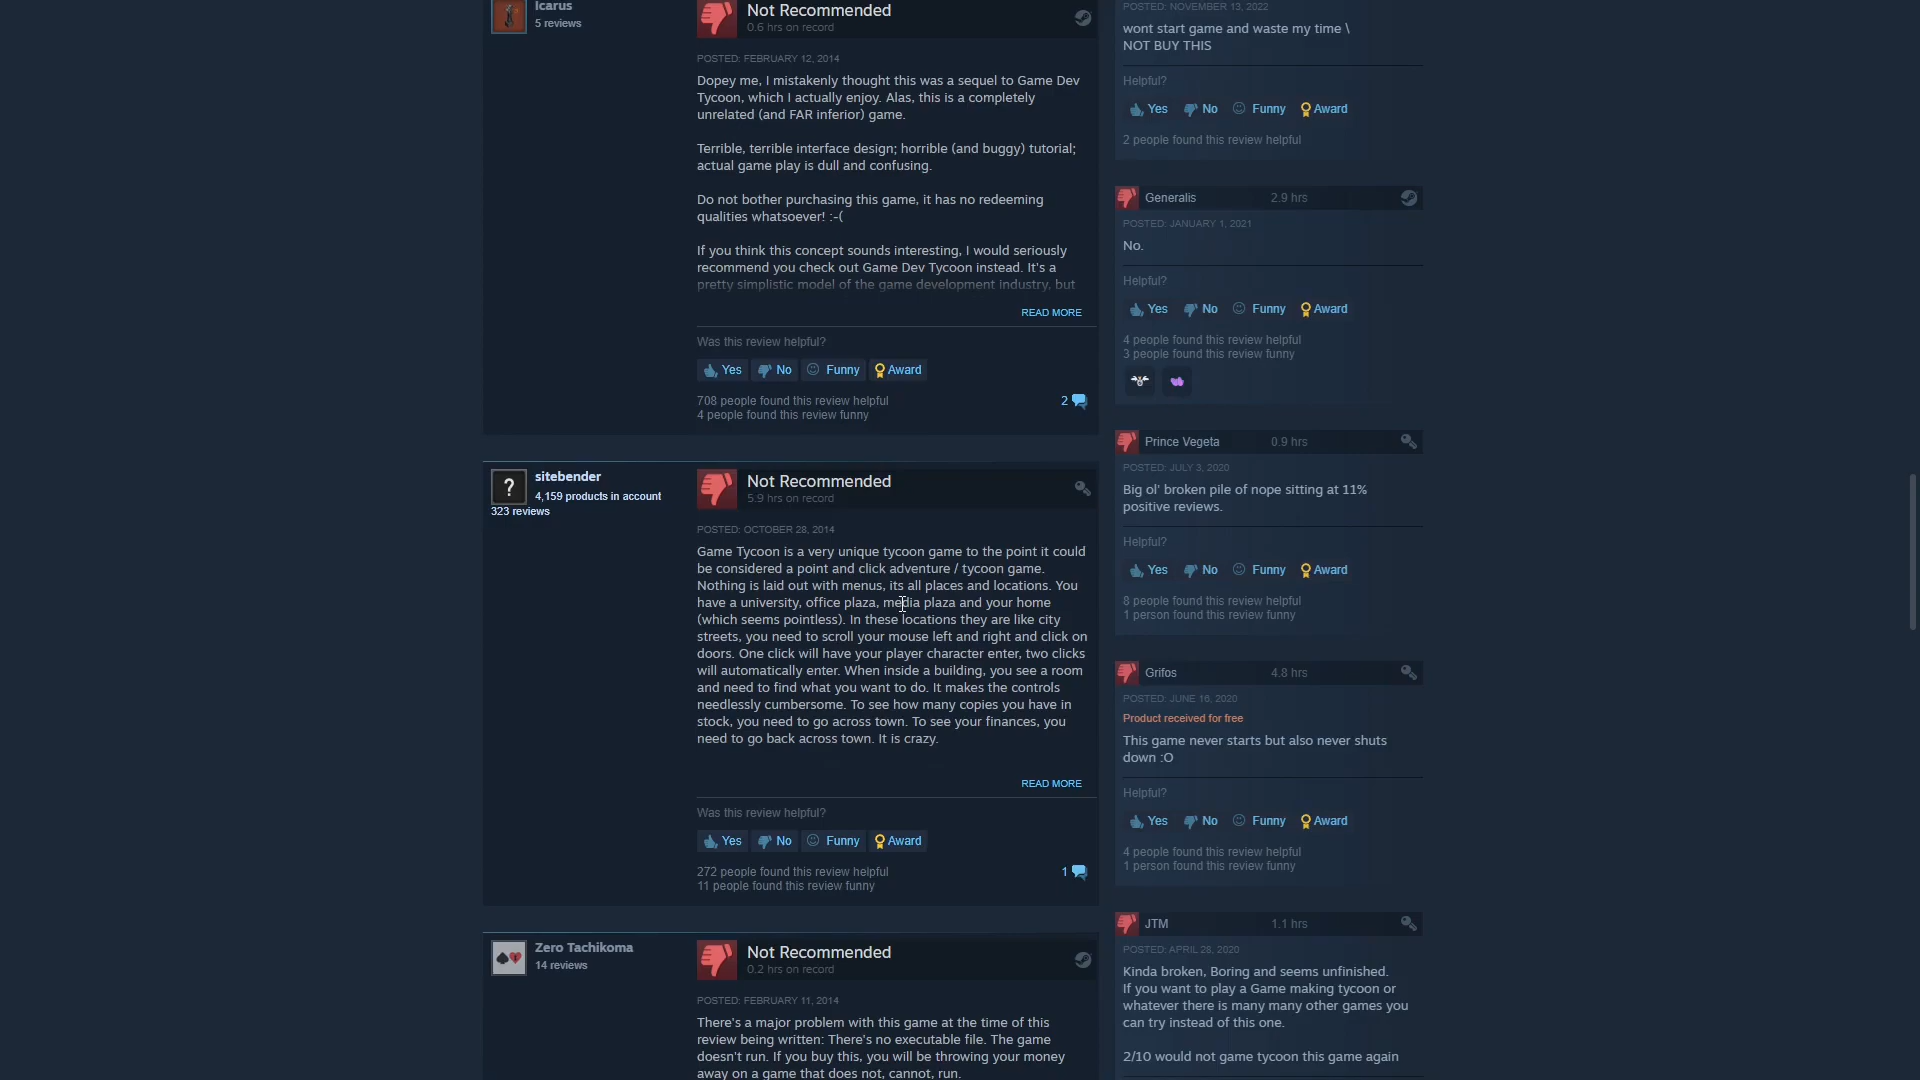 Icarus
5 reviews
Not Recommended
0.6 hrs on record
POSTED: FEBRUARY 12, 2014
Dopey me, I mistakenly thought this was a sequel to Game Dev
Tycoon, which I actually enjoy. Alas, this is a completely
unrelated (and FAR inferior) game.
Terrible, terrible interface design; horrible (and buggy) tutorial;
actual game play is dull and confusing.
Do not bother purchasing this game, it has no redeeming
qualities whatsoever! :-(
If you think this concept sounds interesting, I would seriously
recommend you check out Game Dev Tycoon instead. It's a
pretty simplistic model of the game development industry, but
READ MORE
Was this review helpful?
Yes No Funny Award
708 people found this review helpful
4 people found this review funny
2
sitebender
4,159 products in account
323 reviews
Not Recommended
5.9 hrs on record
POSTED: OCTOBER 28, 2014
Game Tycoon is a very unique tycoon game to the point it could
be considered a point and click adventure / tycoon game.
Nothing is laid out with menus, its all places and locations. You
have a university, office plaza, media plaza and your home
(which seems pointless). In these locations they are like city
streets, you need to scroll your mouse left and right and click on
doors. One click will have your player character enter, two clicks
will automatically enter. When inside a building, you see a room
and need to find what you want to do. It makes the controls
needlessly cumbersome. To see how many copies you have in
stock, you need to go across town. To see your finances, you
need to go back across town. It is crazy.
READ MORE
Was this review helpful?
Yes No Funny Award
272 people found this review helpful
11 people found this review funny
1
Zero Tachikoma
14 reviews
Not Recommended
0.2 hrs on record
POSTED: FEBRUARY 11, 2014
There's a major problem with this game at the time of this
review being written: There's no executable file. The game
doesn't run. If you buy this, you will be throwing your money
away on a game that does not, cannot, run.
POSTED: NOVEMBER 13, 2022
wont start game and waste my time \
NOT BUY THIS
Helpful?
Yes No Funny Award
2 people found this review helpful
Generalis 2.9 hrs
POSTED: JANUARY 1, 2021
No.
Helpful?
Yes No Funny Award
4 people found this review helpful
3 people found this review funny
Prince Vegeta 0.9 hrs
POSTED: JULY 3, 2020
Big ol' broken pile of nope sitting at 11%
positive reviews.
Helpful?
Yes No Funny Award
8 people found this review helpful
1 person found this review funny
Grifos 4.8 hrs
POSTED: JUNE 16, 2020
Product received for free
This game never starts but also never shuts
down :O
Helpful?
Yes No Funny Award
4 people found this review helpful
1 person found this review funny
JTM 1.1 hrs
POSTED: APRIL 28, 2020
Kinda broken, Boring and seems unfinished.
If you want to play a Game making tycoon or
whatever there is many many other games you
can try instead of this one.
2/10 would not game tycoon this game again